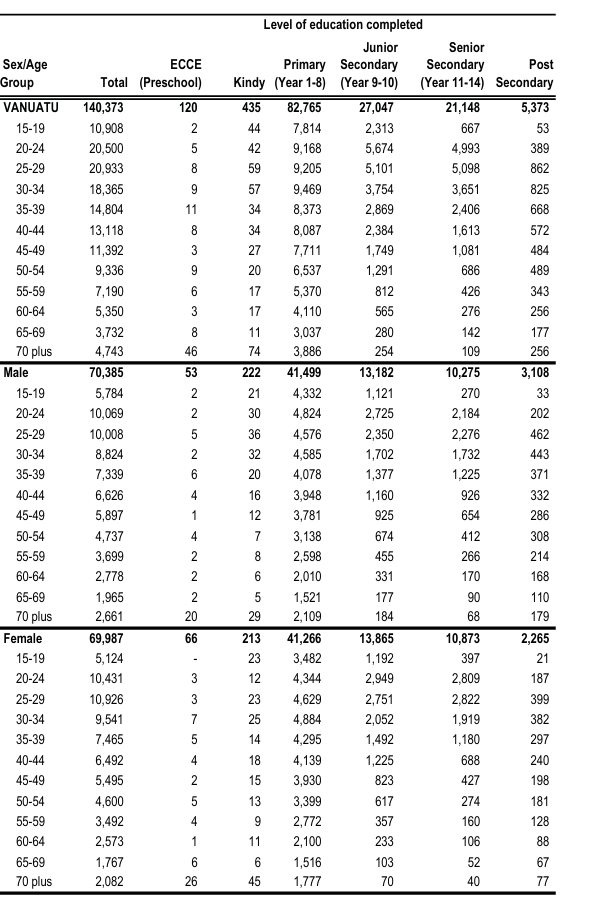 Level of education completed
Junior Senior
Sex/Age ECCE Primary Secondary Secondary Post
Group Total (Preschool) Kindy (Year 1-8) (Year 9-10) (Year 11-14) Secondary
VANUATU 140,373 120 435 82,765 27,047 21,148 5,373
15-19 10,908 2 44 7,814 2,313 667 53
20-24 20,500 5 42 9,168 5,674 4,993 389
25-29 20,933 8 59 9,205 5,101 5,098 862
30-34 18,365 9 57 9,469 3,754 3,651 825
35-39 14,804 11 34 8,373 2,869 2,406 668
40-44 13,118 8 34 8,087 2,384 1,613 572
45-49 11,392 3 27 7,711 1,749 1,081 484
50-54 9,336 9 20 6,537 1,291 686 489
55-59 7,190 6 17 5,370 812 426 343
60-64 5,350 3 17 4,110 565 276 256
65-69 3,732 8 11 3,037 280 142 177
70 plus 4,743 46 74 3,886 254 109 256
Male 70,385 53 222 41,499 13,182 10,275 3,108
15-19 5,784 2 21 4,332 1,121 270 33
20-24 10,069 2 30 4,824 2,725 2,184 202
25-29 10,008 5 36 4,576 2,350 2,276 462
30-34 8,824 2 32 4,585 1,702 1,732 443
35-39 7,339 6 20 4,078 1,377 1,225 371
40-44 6,626 4 16 3,948 1,160 926 332
45-49 5,897 1 12 3,781 925 654 286
50-54 4,737 4 7 3,138 674 412 308
55-59 3,699 2 8 2,598 455 266 214
60-64 2,778 2 6 2,010 331 170 168
65-69 1,965 2 5 1,521 177 90 110
70 plus 2,661 20 29 2,109 184 68 179
Female 69,987 66 213 41,266 13,865 10,873 2,265
15-19 5,124 - 23 3,482 1,192 397 21
20-24 10,431 3 12 4,344 2,949 2,809 187
25-29 10,926 3 23 4,629 2,751 2,822 399
30-34 9,541 7 25 4,884 2,052 1,919 382
35-39 7,465 5 14 4,295 1,492 1,180 297
40-44 6,492 4 18 4,139 1,225 688 240
45-49 5,495 2 15 3,930 823 427 198
50-54 4,600 5 13 3,399 617 274 181
55-59 3,492 4 9 2,772 357 160 128
60-64 2,573 1 11 2,100 233 106 88
65-69 1,767 6 6 1,516 103 52 67
70 plus 2,082 26 45 1,777 70 40 77